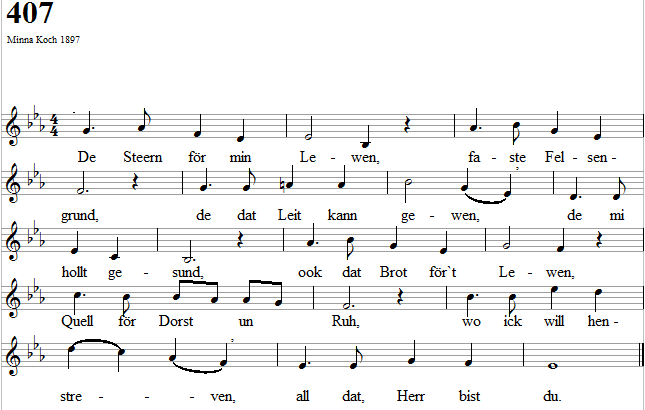 407
Minna Koch 1897
De Steern för min Le - wen, fa - ste Fel - sen -
grund, de dat Leit kann ge - wen, de mi
hollt ge - sund, ook dat Brot för`t Le - wen,
Quell för Dorst un Ruh, wo ick will hen -
stre - - - ven, all dat, Herr bist du.